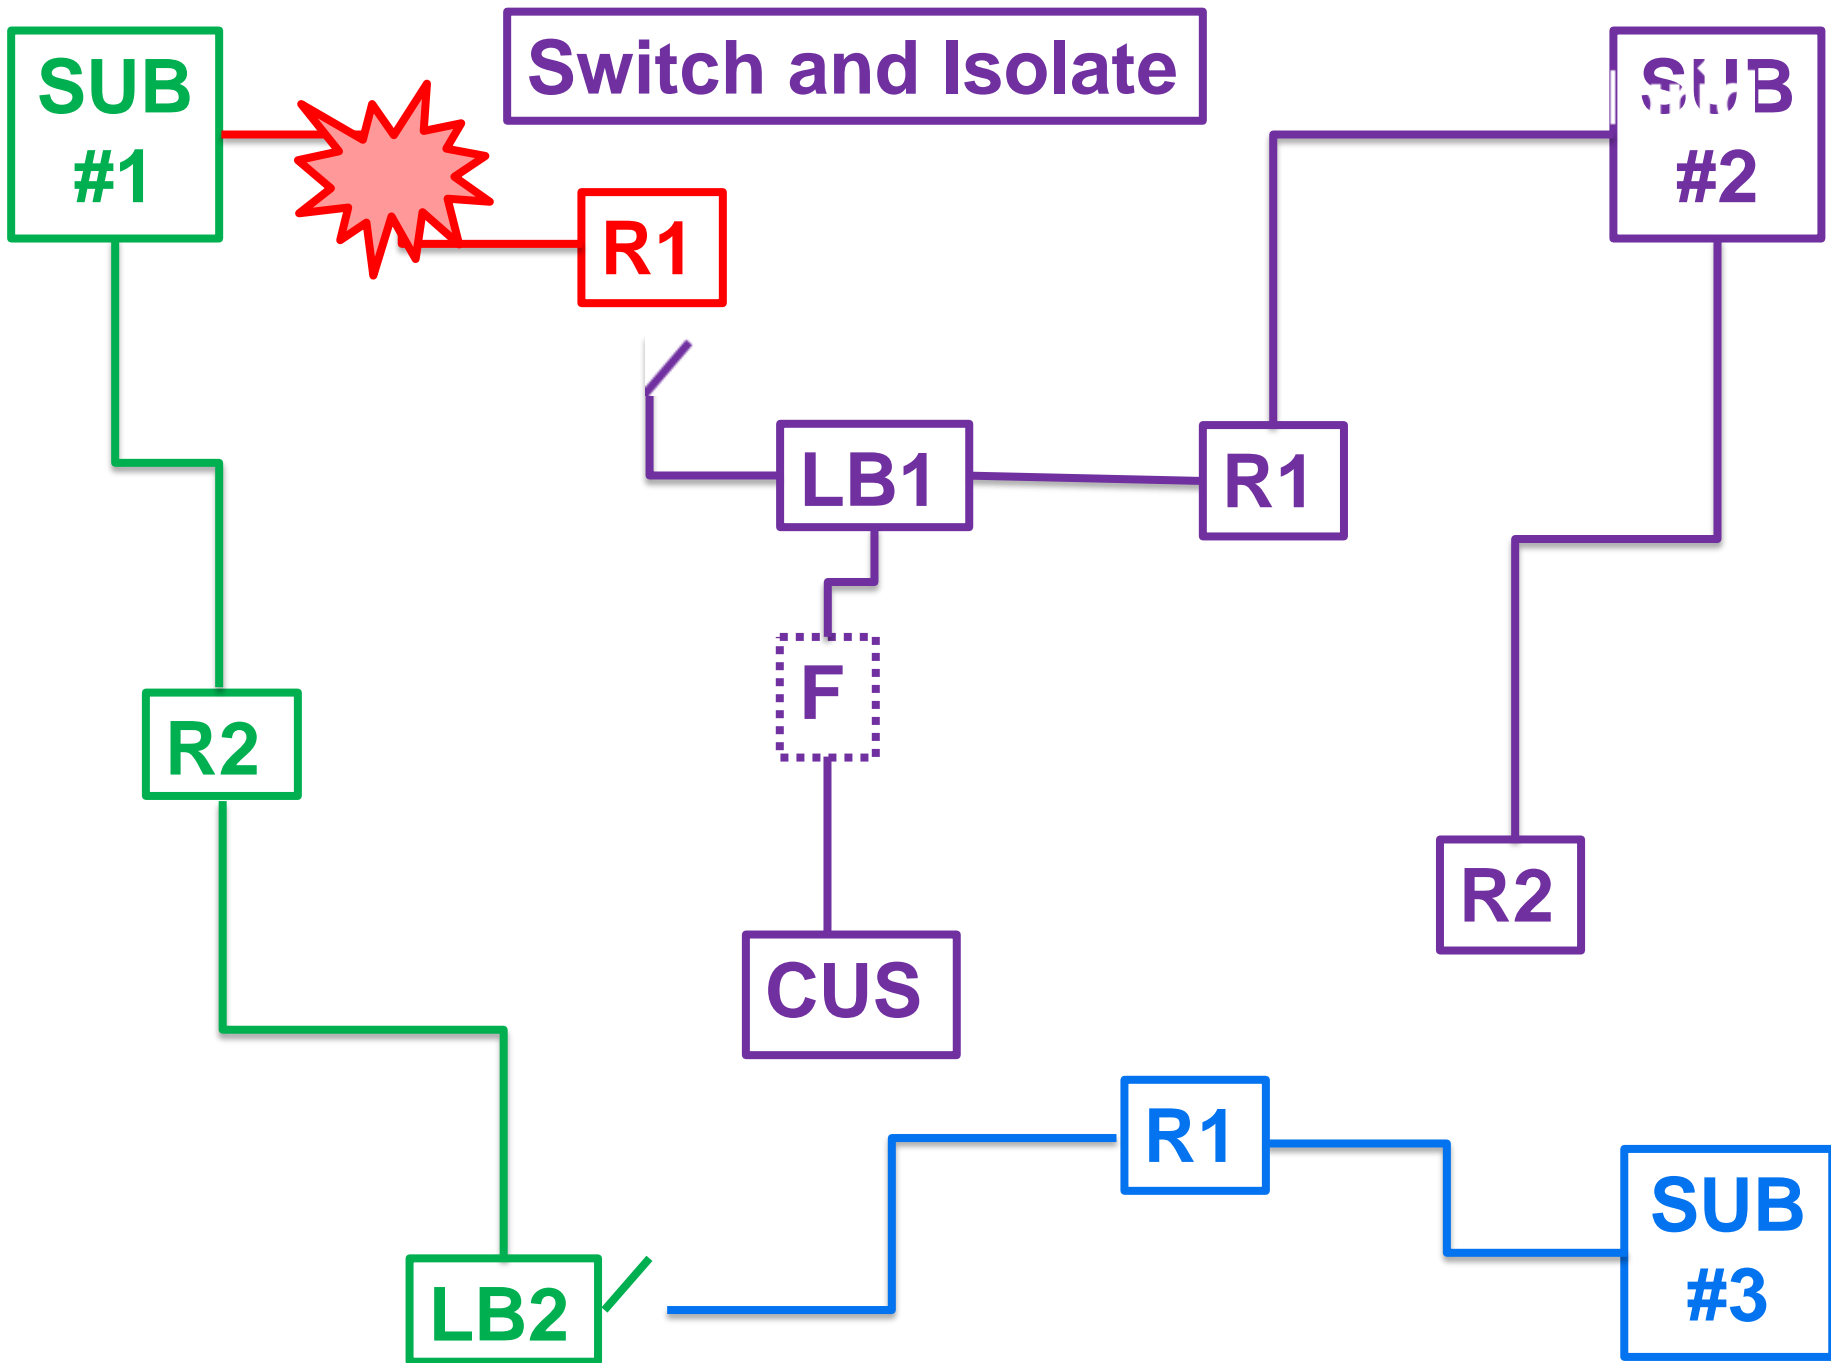 Switch and Isolate
SUB
#1
SUB
#2
R1
LB1
R1
F
R2
R2
CUS
R1
SUB
#3
LB2